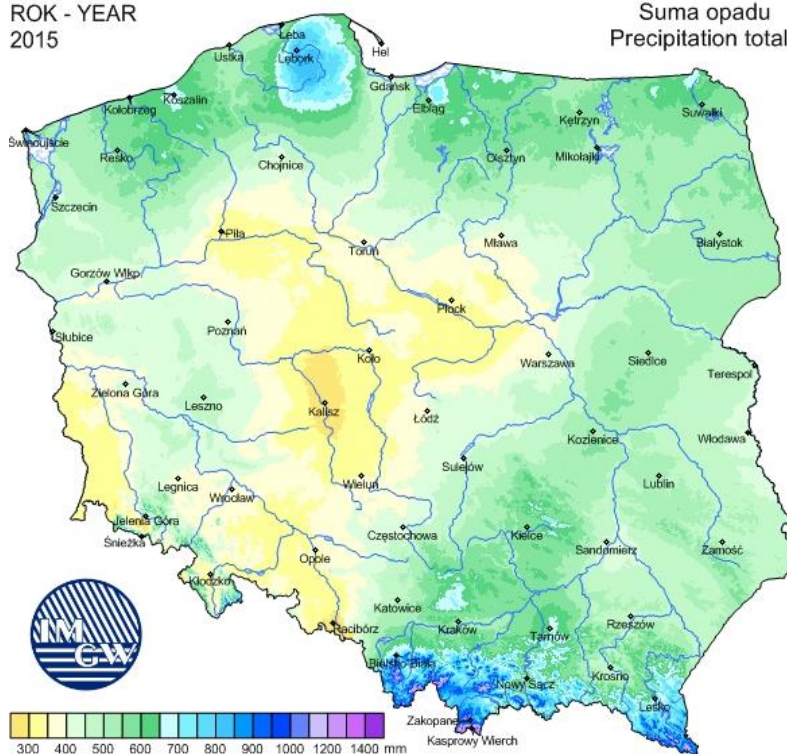 ROK - YEAR
2015
Suma opadu
Precipitation total
Łeba
Hel
Ustka
Lębork
Gdańsk
Koszalin
Elbląg
Kołobrzeg
Suwałki
Kętrzyn
Świnoujście
Resko
Chojnice
Olsztyn
Mikołajki
Szczecin
Piła
Toruń
Mława
Białystok
Gorzów Wlkp.
Płock
Słubice
Poznań
Koło
Warszawa
Siedlce
Terespol
Zielona Góra
Leszno
Kalisz
Łódź
Kozienice
Włodawa
Sulejów
Legnica
Wrocław
Wieluń
Lublin
Jelenia Góra
Śnieżka
Częstochowa
Kielce
Sandomierz
Zamość
Opole
Kłodzko
Katowice
Racibórz
Kraków
Tarnów
Rzeszów
Bielsko Biała
Nowy Sącz
Krosno
Lesko
Zakopane
Kasprowy Wierch
IM
GW
300 400 500 600 700 800 900 1000 1200 1400 mm